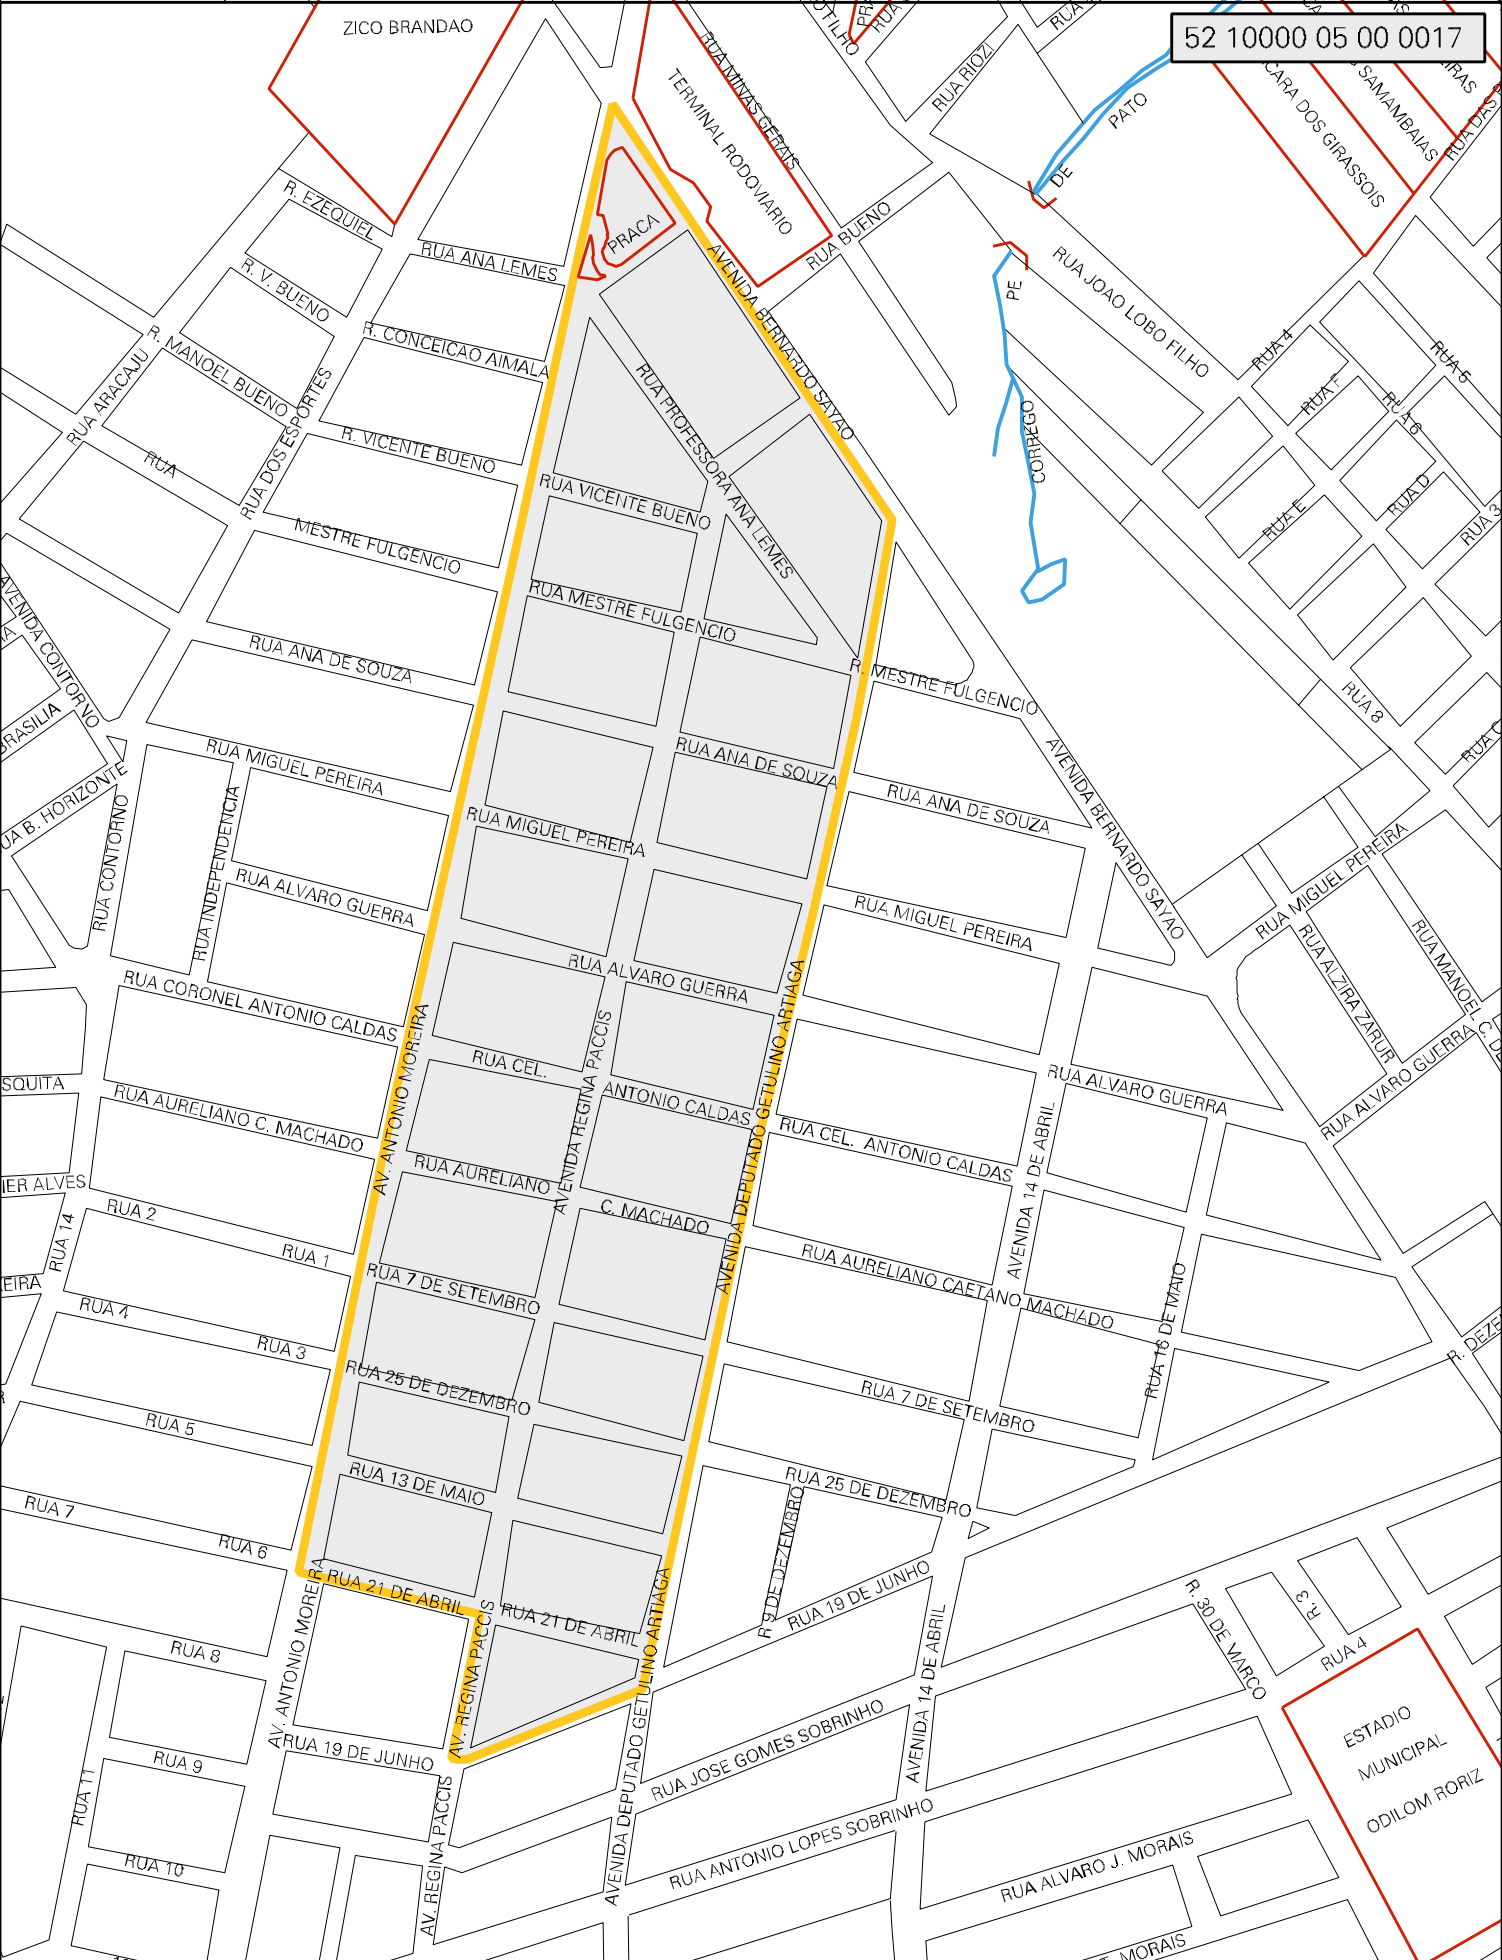 52 10000 05 00 0017
ZICO BRANDAO
RUA MINAS GERAIS
TERMINAL RODOVIARIO
RUA RIOZI
PATO
DE
PE
CORREGO
SAMAMBAIAS
CARA DOS GIRASSOIS
RUA DAS
R. EZEQUIEL
RUA ANA LEMES
PRACA
RUA BUENO
AVENIDA BERNARDO SAYAO
RUA JOAO LOBO FILHO
R. V. BUENO
R. MANOEL BUENO
R. CONCEICAO AIMALA
RUA ARACAJU
RUA DOS ESPORTES
RUA PROFESSORA ANA LEMES
RUA 4
RUA 5
RUA F
RUA 6
RUA
R. VICENTE BUENO
RUA VICENTE BUENO
RUA D
RUA E
RUA 3
MESTRE FULGENCIO
RUA MESTRE FULGENCIO
R. MESTRE FULGENCIO
AVENIDA CONTORNO
RUA ANA DE SOUZA
RUA 8
BRASILIA
RUA MIGUEL PEREIRA
RUA ANA DE SOUZA
RUA ANA DE SOUZA
AVENIDA BERNARDO SAYAO
UA B. HORIZONTE
RUA CONTORNO
RUA INDEPENDENCIA
RUA MIGUEL PEREIRA
RUA MIGUEL PEREIRA
RUA MIGUEL PEREIRA
RUA ALVARO GUERRA
RUA ALVARO GUERRA
RUA ALZIRA ZARUR
RUA MANOEL C. D
RUA CORONEL ANTONIO CALDAS
AV. ANTONIO MOREIRA
AVENIDA REGINA PACCIS
AVENIDA DEPUTADO GETULINO ARTIAGA
RUA CEL.
ANTONIO CALDAS
RUA CEL. ANTONIO CALDAS
RUA ALVARO GUERRA
RUA ALVARO GUERRA
SQUITA
RUA AURELIANO C. MACHADO
RUA AURELIANO
C. MACHADO
RUA AURELIANO CAETANO MACHADO
AVENIDA 14 DE ABRIL
RUA 16 DE MAIO
IER ALVES
RUA 14
RUA 2
RUA 1
EIRA
RUA 4
RUA 3
RUA 7 DE SETEMBRO
RUA 7 DE SETEMBRO
R. DEZE
RUA 25 DE DEZEMBRO
RUA 25 DE DEZEMBRO
RUA 5
RUA 13 DE MAIO
R 9 DE DEZEMBRO
RUA 7
RUA 6
RUA 21 DE ABRIL
RUA 21 DE ABRIL
RUA 19 DE JUNHO
R. 30 DE MARCO
R. 3
RUA 4
AV. ANTONIO MOREIRA
AV. REGINA PACCIS
AVENIDA DEPUTADO GETULINO ARTIAGA
AVENIDA 14 DE ABRIL
RUA 8
RUA 19 DE JUNHO
RUA JOSE GOMES SOBRINHO
ESTADIO
MUNICIPAL
ODILOM RORIZ
RUA 9
RUA 11
RUA 10
AV. REGINA PACCIS
RUA ANTONIO LOPES SOBRINHO
RUA ALVARO J. MORAIS
MORAIS